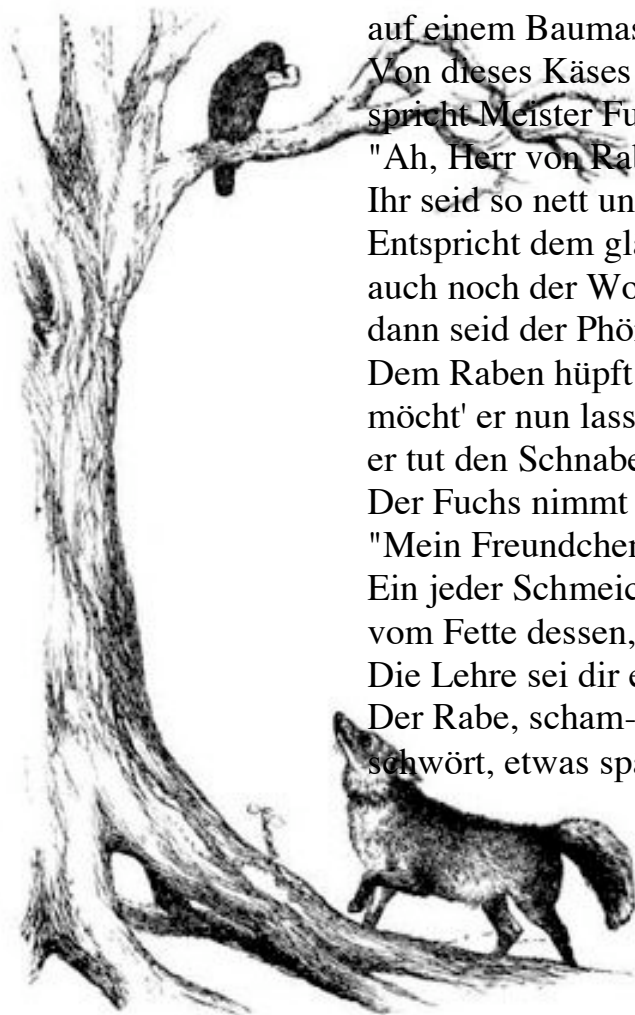 auf einem Baumas
Von dieses Käses
spricht Meister Fu
"Ah, Herr von Rab
Ihr seid so nett un
Entspricht dem gla
auch noch der Wo
dann seid der Phö
Dem Raben hüpft
möcht' er nun lass
er tut den Schnabe
Der Fuchs nimmt
"Mein Freundchen
Ein jeder Schmeic
vom Fette dessen,
Die Lehre sei dir e
Der Rabe, scham-
schwört, etwas spä